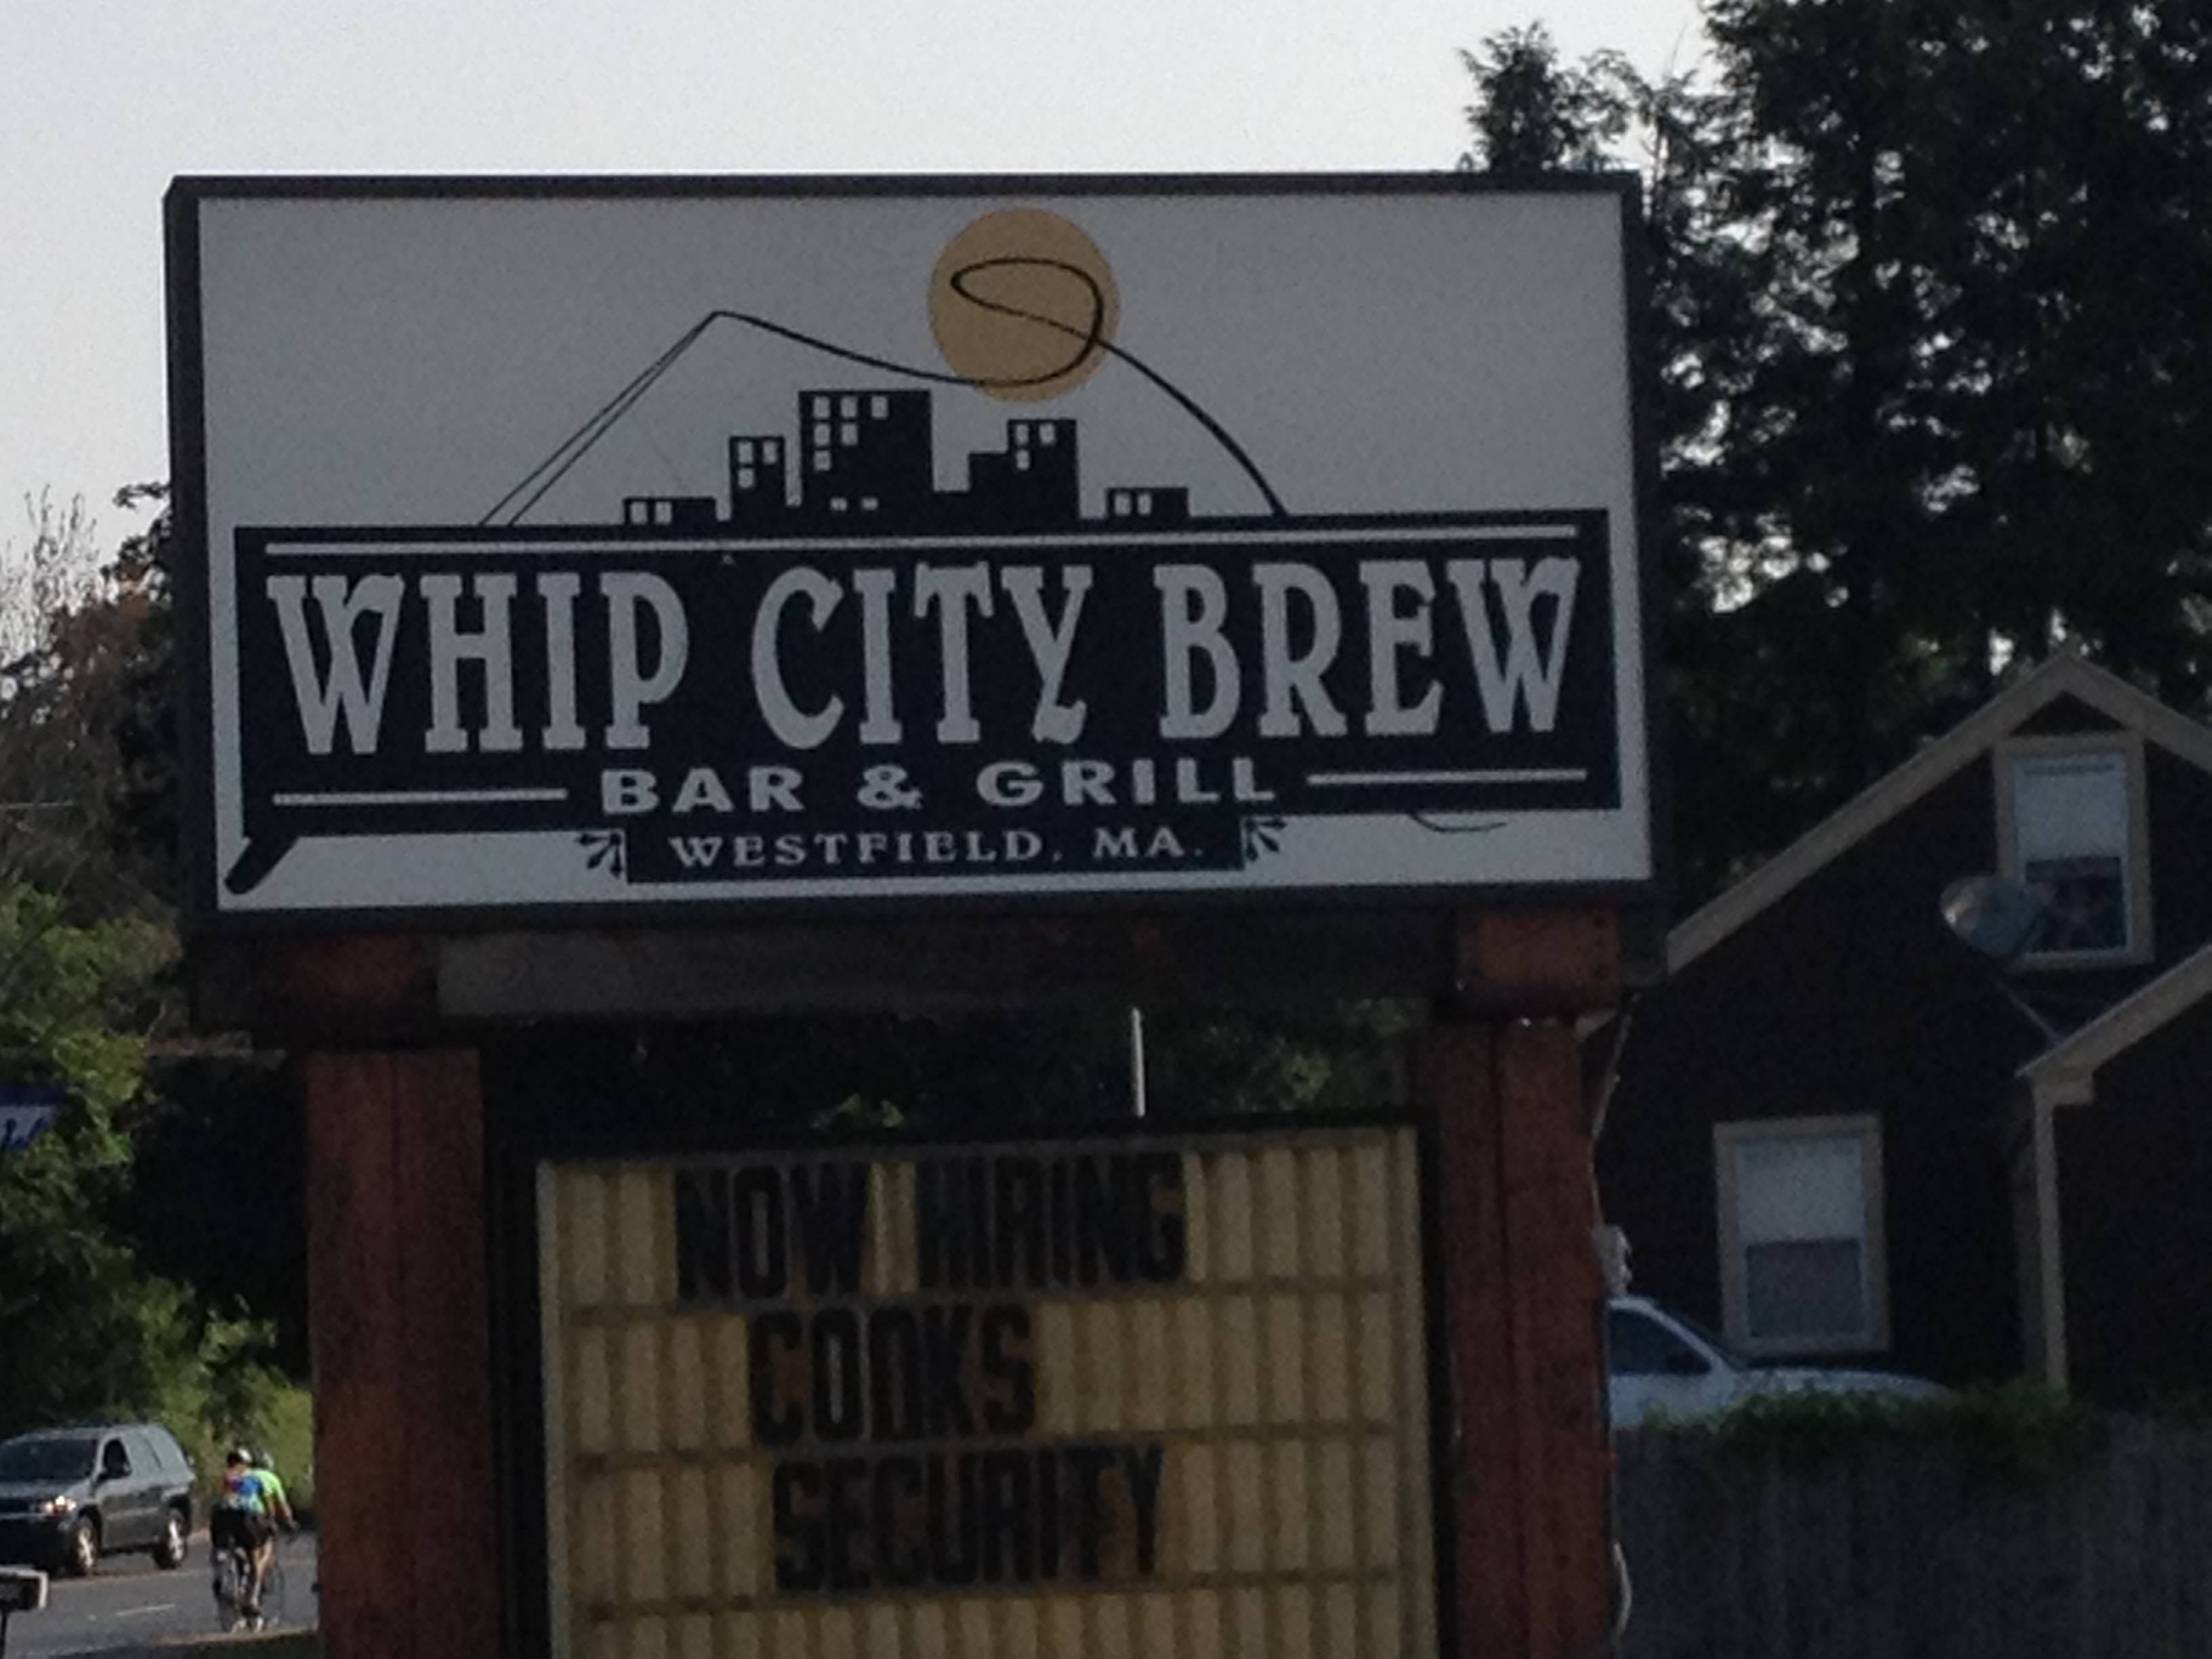 WHIP CITY BREW
BAR & GRILL
WESTFIELD, MA.
NOW HIRING
COOKS
SECURITY